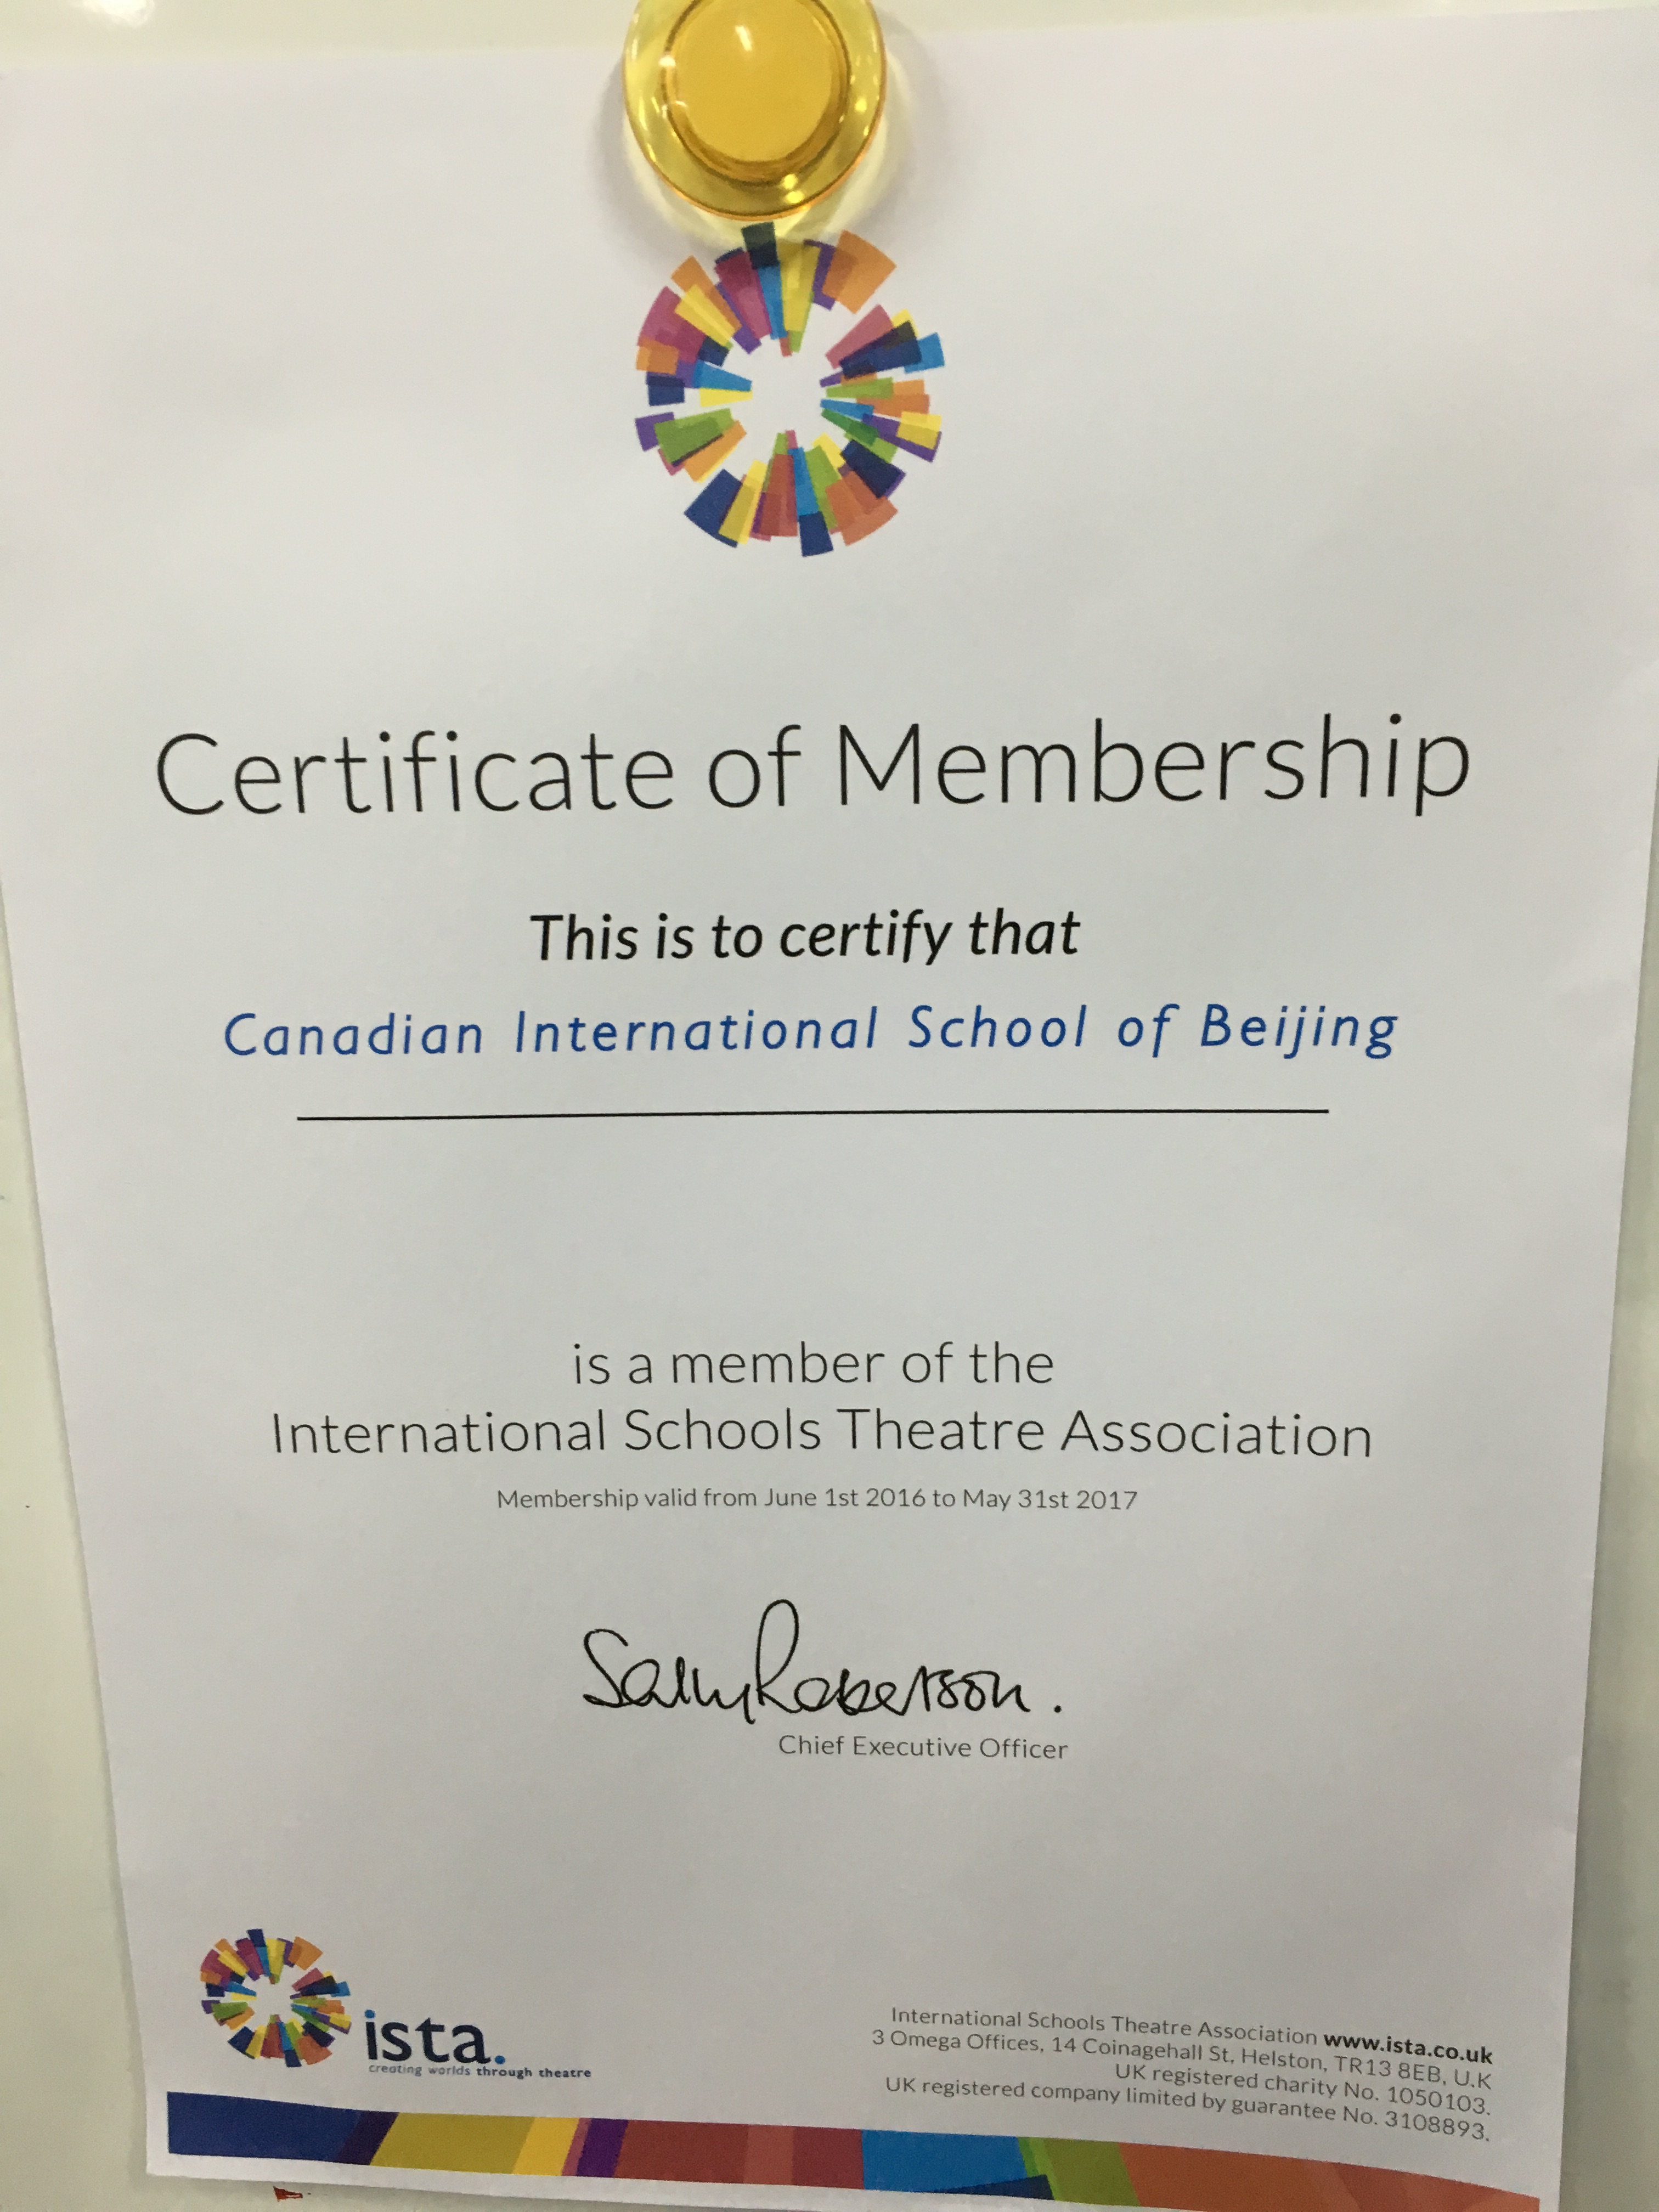 Certificate of Membership
This is to certify that
Canadian International School of Beijing
is a member of the
International Schools Theatre Association
Membership valid from June 1st 2016 to May 31st 2017
Sally Roberson.
Chief Executive Officer
ista.
creating worlds through theatre
International Schools Theatre Association www.ista.co.uk
3 Omega Offices, 14 Coinagehall St, Helston, TR13 8EB, U.K
UK registered charity No. 1050103.
UK registered company limited by guarantee No. 3108893.